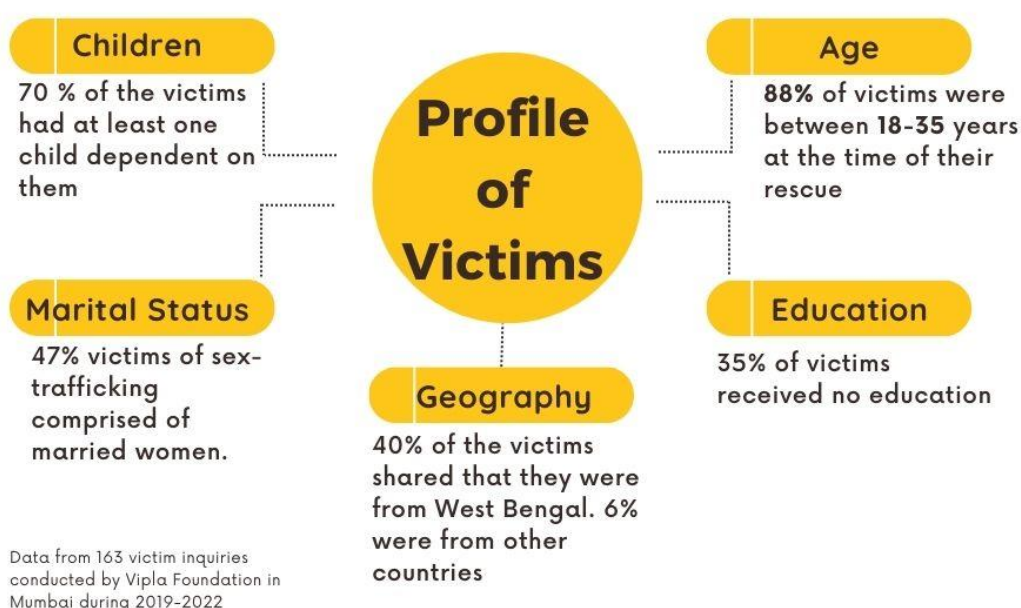 Profile
of
Victims
Children
70 % of the victims
had at least one
child dependent on
them
Age
88% of victims were
between 18-35 years
at the time of their
rescue
Marital Status
47% victims of sex-
trafficking
comprised of
married women.
Geography
40% of the victims
shared that they were
from West Bengal. 6%
were from other
countries
Education
35% of victims
received no education
Data from 163 victim inquiries
conducted by Vipla Foundation in
Mumbai during 2019-2022